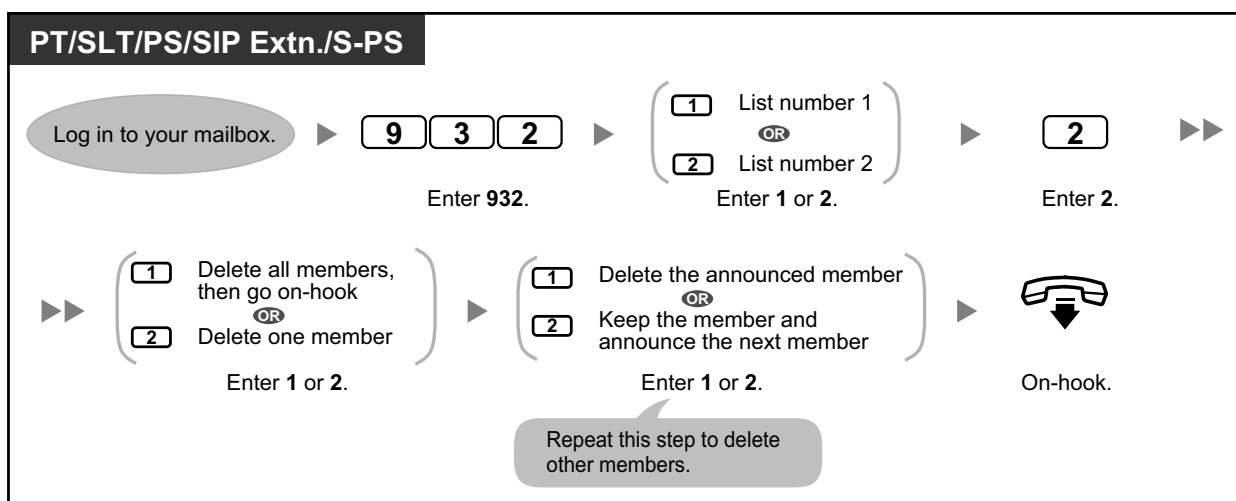 PT/SLT/PS/SIP Extn./S-PS
Log in to your mailbox.
9 3 2
Enter 932.
1 List number 1
OR
2 List number 2
Enter 1 or 2.
2
Enter 2.
1 Delete all members,
then go on-hook
OR
2 Delete one member
Enter 1 or 2.
1 Delete the announced member
OR
2 Keep the member and
announce the next member
Enter 1 or 2.
Repeat this step to delete
other members.
On-hook.